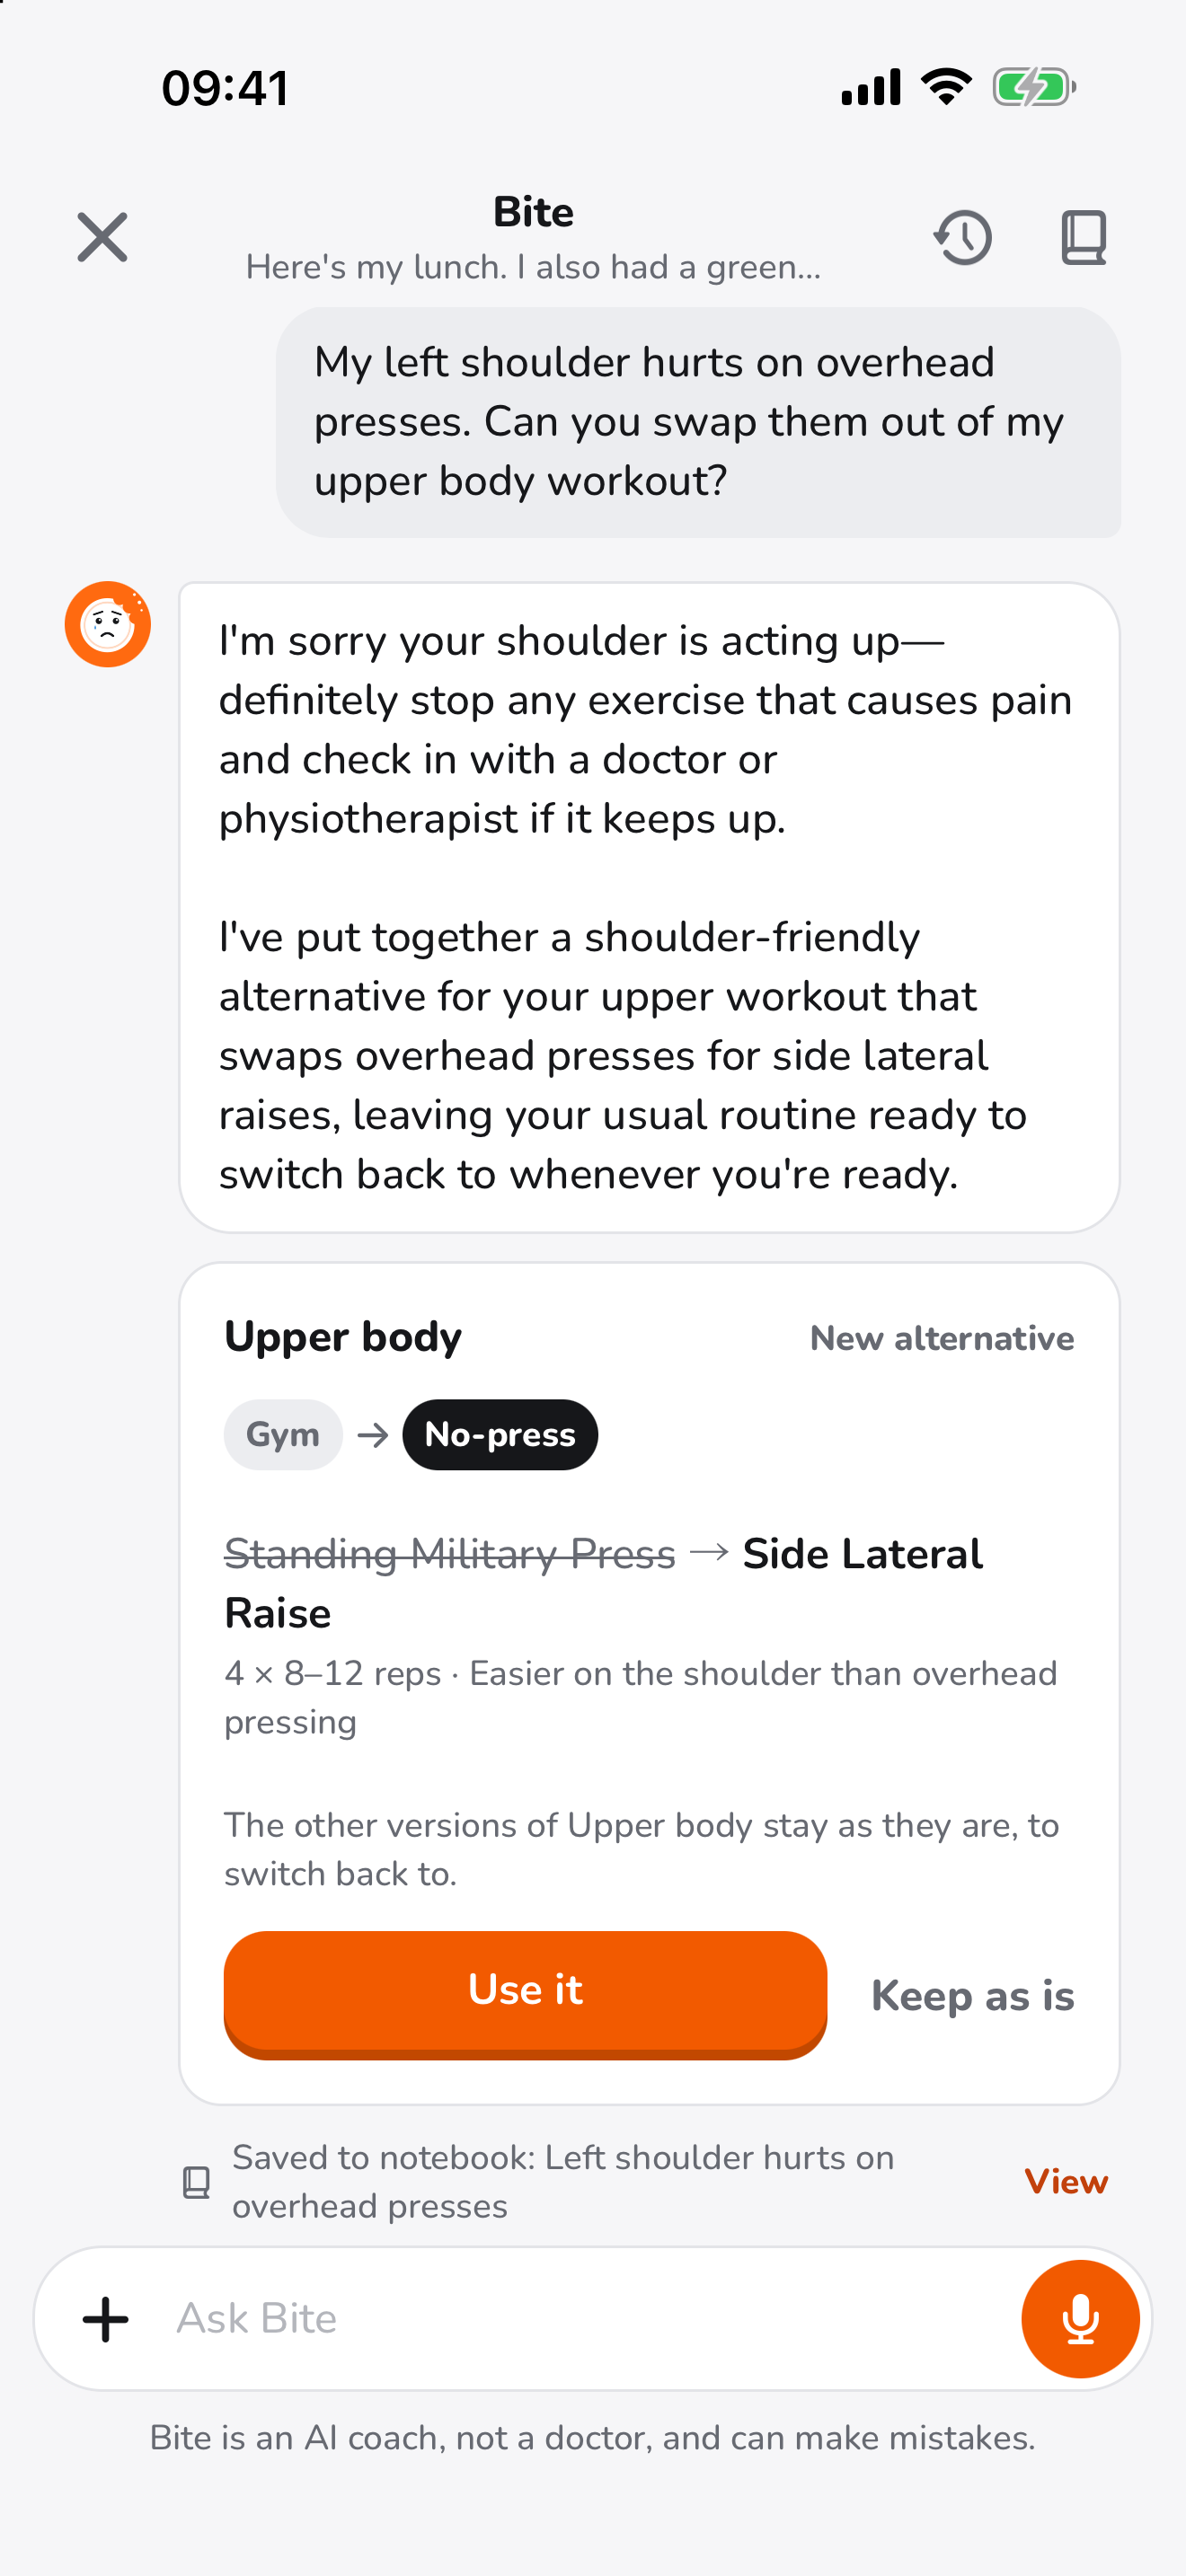 09:41
Bite
Here's my lunch. I also had a green...
My left shoulder hurts on overhead
presses. Can you swap them out of my
upper body workout?
I'm sorry your shoulder is acting up—
definitely stop any exercise that causes pain
and check in with a doctor or
physiotherapist if it keeps up.
I've put together a shoulder-friendly
alternative for your upper workout that
swaps overhead presses for side lateral
raises, leaving your usual routine ready to
switch back to whenever you're ready.
Upper body
New alternative
Gym → No-press
Standing Military Press → Side Lateral
Raise
4 × 8–12 reps · Easier on the shoulder than overhead
pressing
The other versions of Upper body stay as they are, to
switch back to.
Use it
Keep as is
Saved to notebook: Left shoulder hurts on
overhead presses
View
Ask Bite
Bite is an AI coach, not a doctor, and can make mistakes.